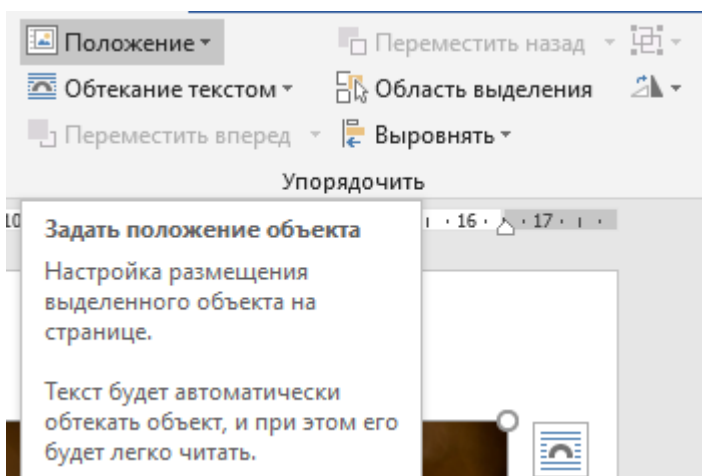 Положение
Переместить назад
Обтекание текстом
Область выделения
Переместить вперед
Выровнять
Упорядочить
10
16 · 17
Задать положение объекта
Настройка размещения
выделенного объекта на
странице.
Текст будет автоматически
обтекать объект, и при этом его
будет легко читать.